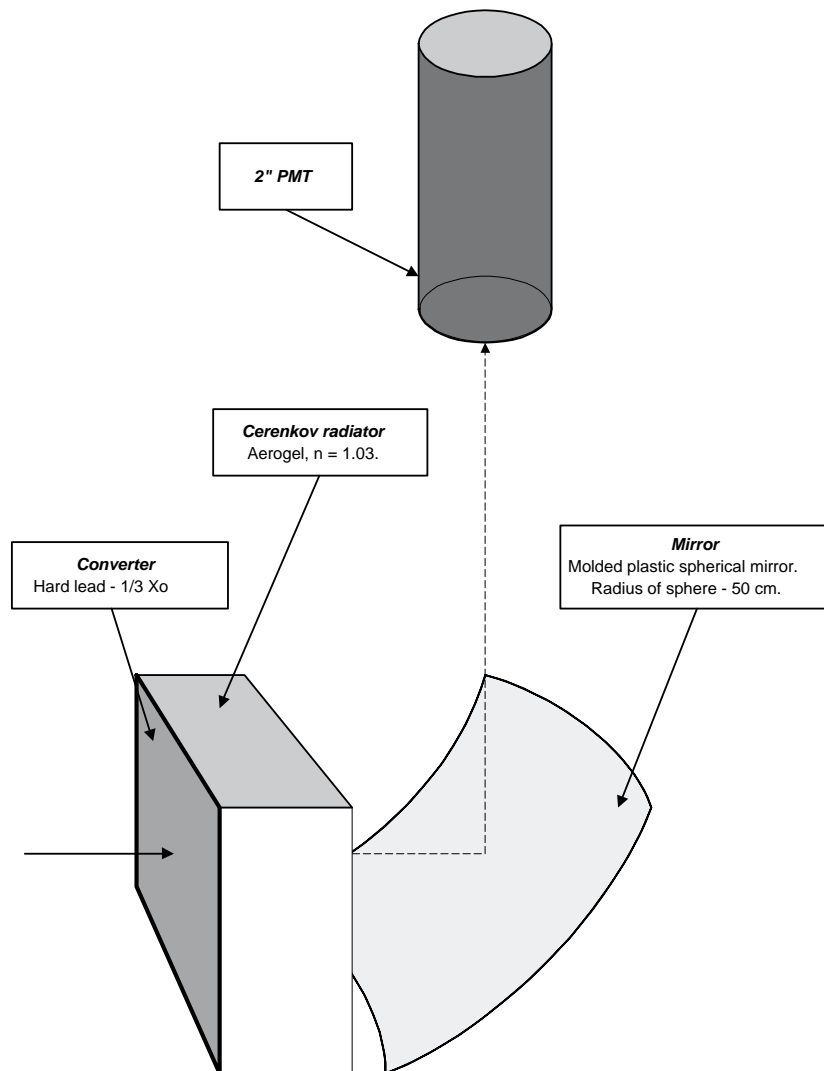 2" PMT
Cerenkov radiator
Aerogel, n = 1.03.
Converter
Hard lead - 1/3 Xo
Mirror
Molded plastic spherical mirror.
Radius of sphere - 50 cm.